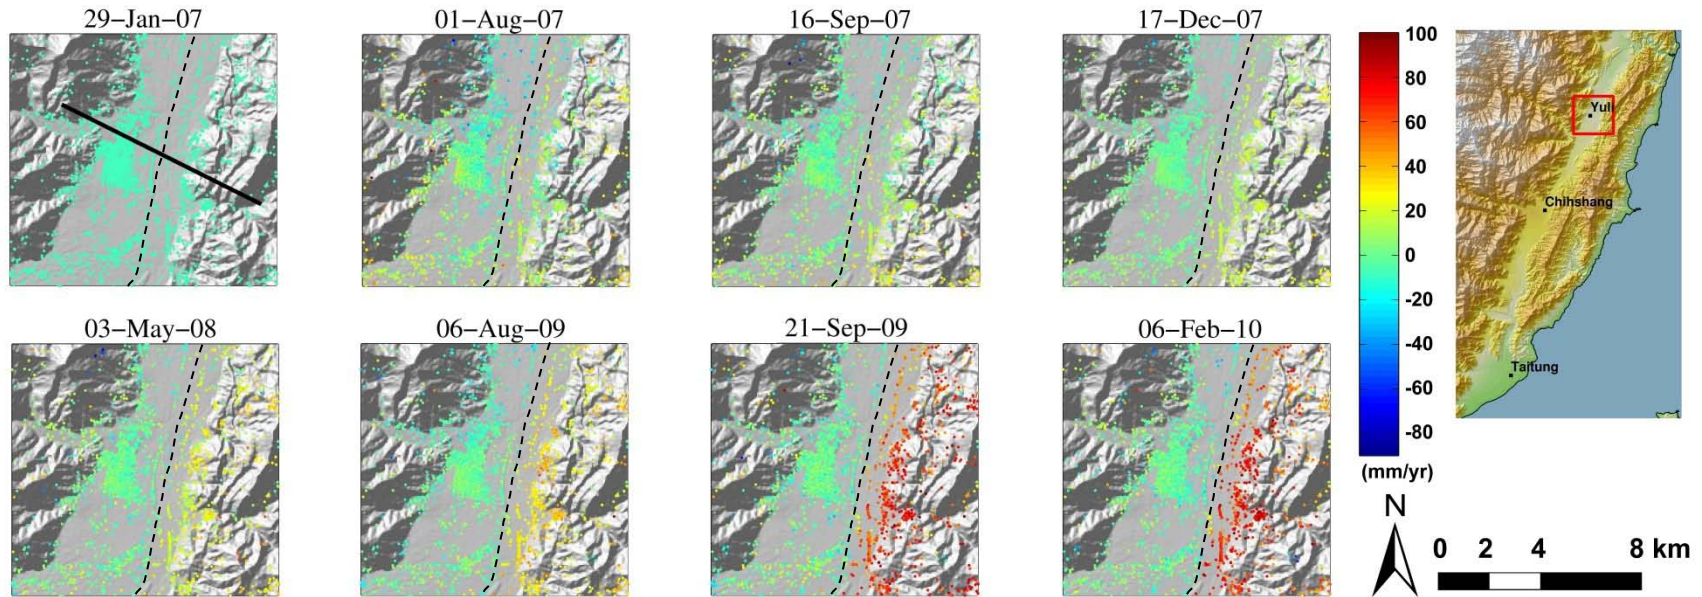 29–Jan–07
01–Aug–07
16–Sep–07
17–Dec–07
03–May–08
06–Aug–09
21–Sep–09
06–Feb–10
100
80
60
40
20
0
-20
-40
-60
-80
(mm/yr)
Yuli
Chihshang
Taitung
N
0 2 4 8 km